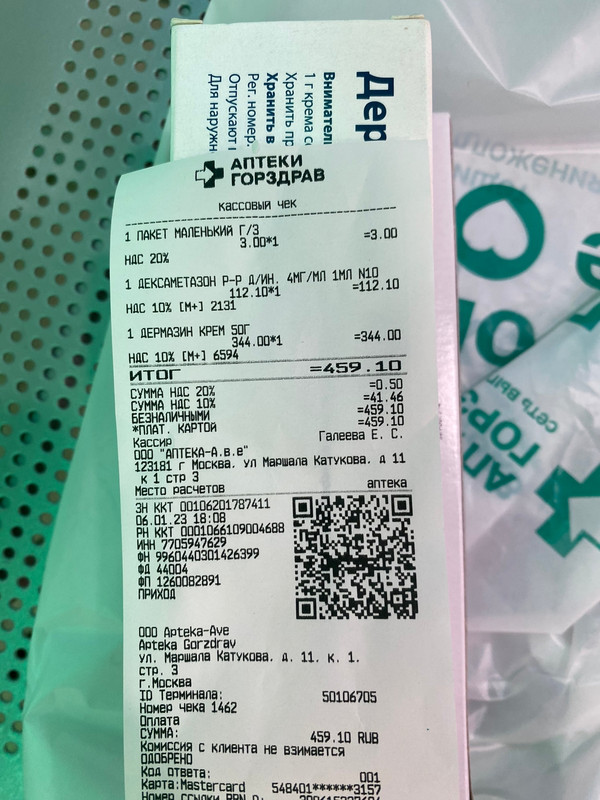 Дер
Вниматель
1 г крема со
Хранить пр
Хранить в
Рег. номер.
Отпускают
Для наружн
АПТЕКИ
ГОРЗДРАВ
кассовый чек
1 ПАКЕТ МАЛЕНЬКИЙ Г/З
3.00*1 =3.00
НДС 20%
1 ДЕКСАМЕТАЗОН Р-Р Д/ИН. 4МГ/МЛ 1МЛ N10
112.10*1 =112.10
НДС 10% [М+] 2131
1 ДЕРМАЗИН КРЕМ 50Г
344.00*1 =344.00
НДС 10% [М+] 6594
ИТОГ =459.10
СУММА НДС 20% =0.50
СУММА НДС 10% =41.46
БЕЗНАЛИЧНЫМИ =459.10
*ПЛАТ. КАРТОЙ =459.10
Кассир Галеева Е. С.
ООО "АПТЕКА-А.в.е"
123181 г Москва, ул Маршала Катукова, д 11
к 1 стр 3
Место расчетов аптека
ЗН ККТ 00106201787411
06.01.23 18:08
РН ККТ 0001066109004688
ИНН 7705947629
ФН 9960440301426399
ФД 44004
ФП 1260082891
ПРИХОД
ООО Apteka-Ave
Apteka Gorzdrav
ул. Маршала Катукова, д. 11, к. 1,
стр. 3
г.Москва
ID Терминала: 50106705
Номер чека 1462
Оплата
СУММА: 459.10 RUB
Комиссия с клиента не взимается
ОДОБРЕНО
Код ответа: 001
Карта:Mastercard 548401******3157
АП
ГОРЗ
сеть вып